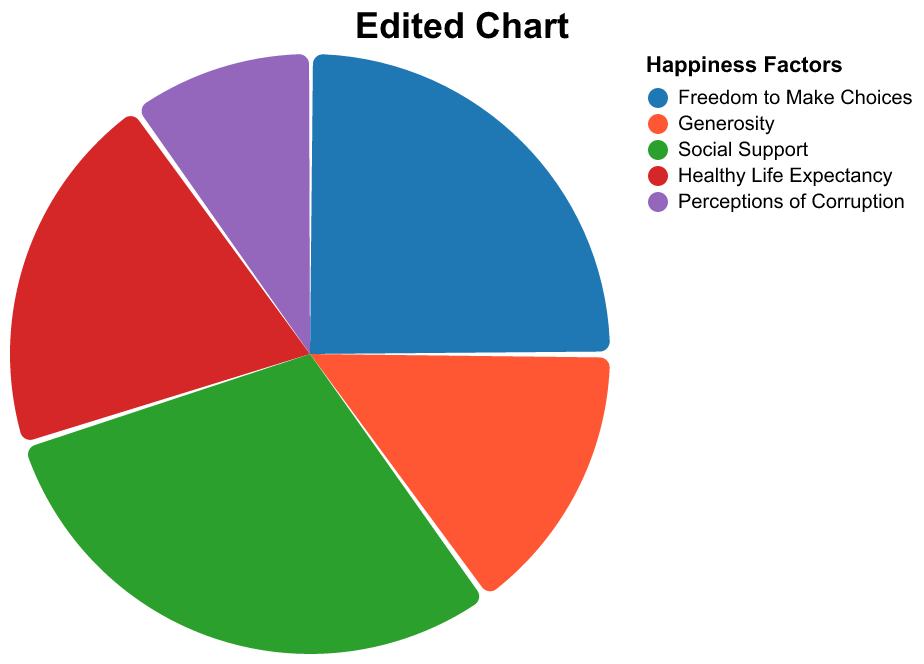 Edited Chart
Happiness Factors
Freedom to Make Choices
Generosity
Social Support
Healthy Life Expectancy
Perceptions of Corruption